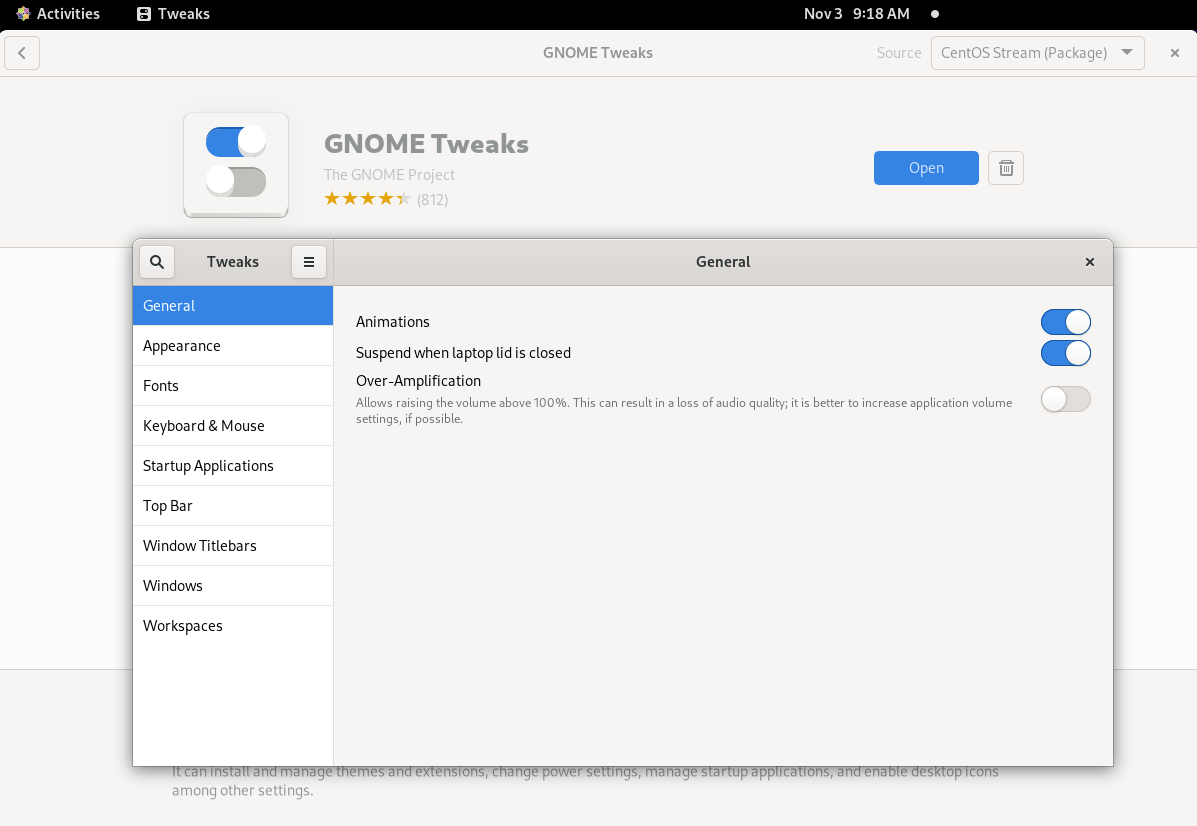 Activities
Tweaks
Nov 3 9:18 AM
GNOME Tweaks
Source
CentOS Stream (Package)
GNOME Tweaks
The GNOME Project
(812)
Open
Tweaks
General
General
Appearance
Fonts
Keyboard & Mouse
Startup Applications
Top Bar
Window Titlebars
Windows
Workspaces
Animations
Suspend when laptop lid is closed
Over-Amplification
Allows raising the volume above 100%. This can result in a loss of audio quality; it is better to increase application volume
settings, if possible.
It can install and manage themes and extensions, change power settings, manage startup applications, and enable desktop icons
among other settings.